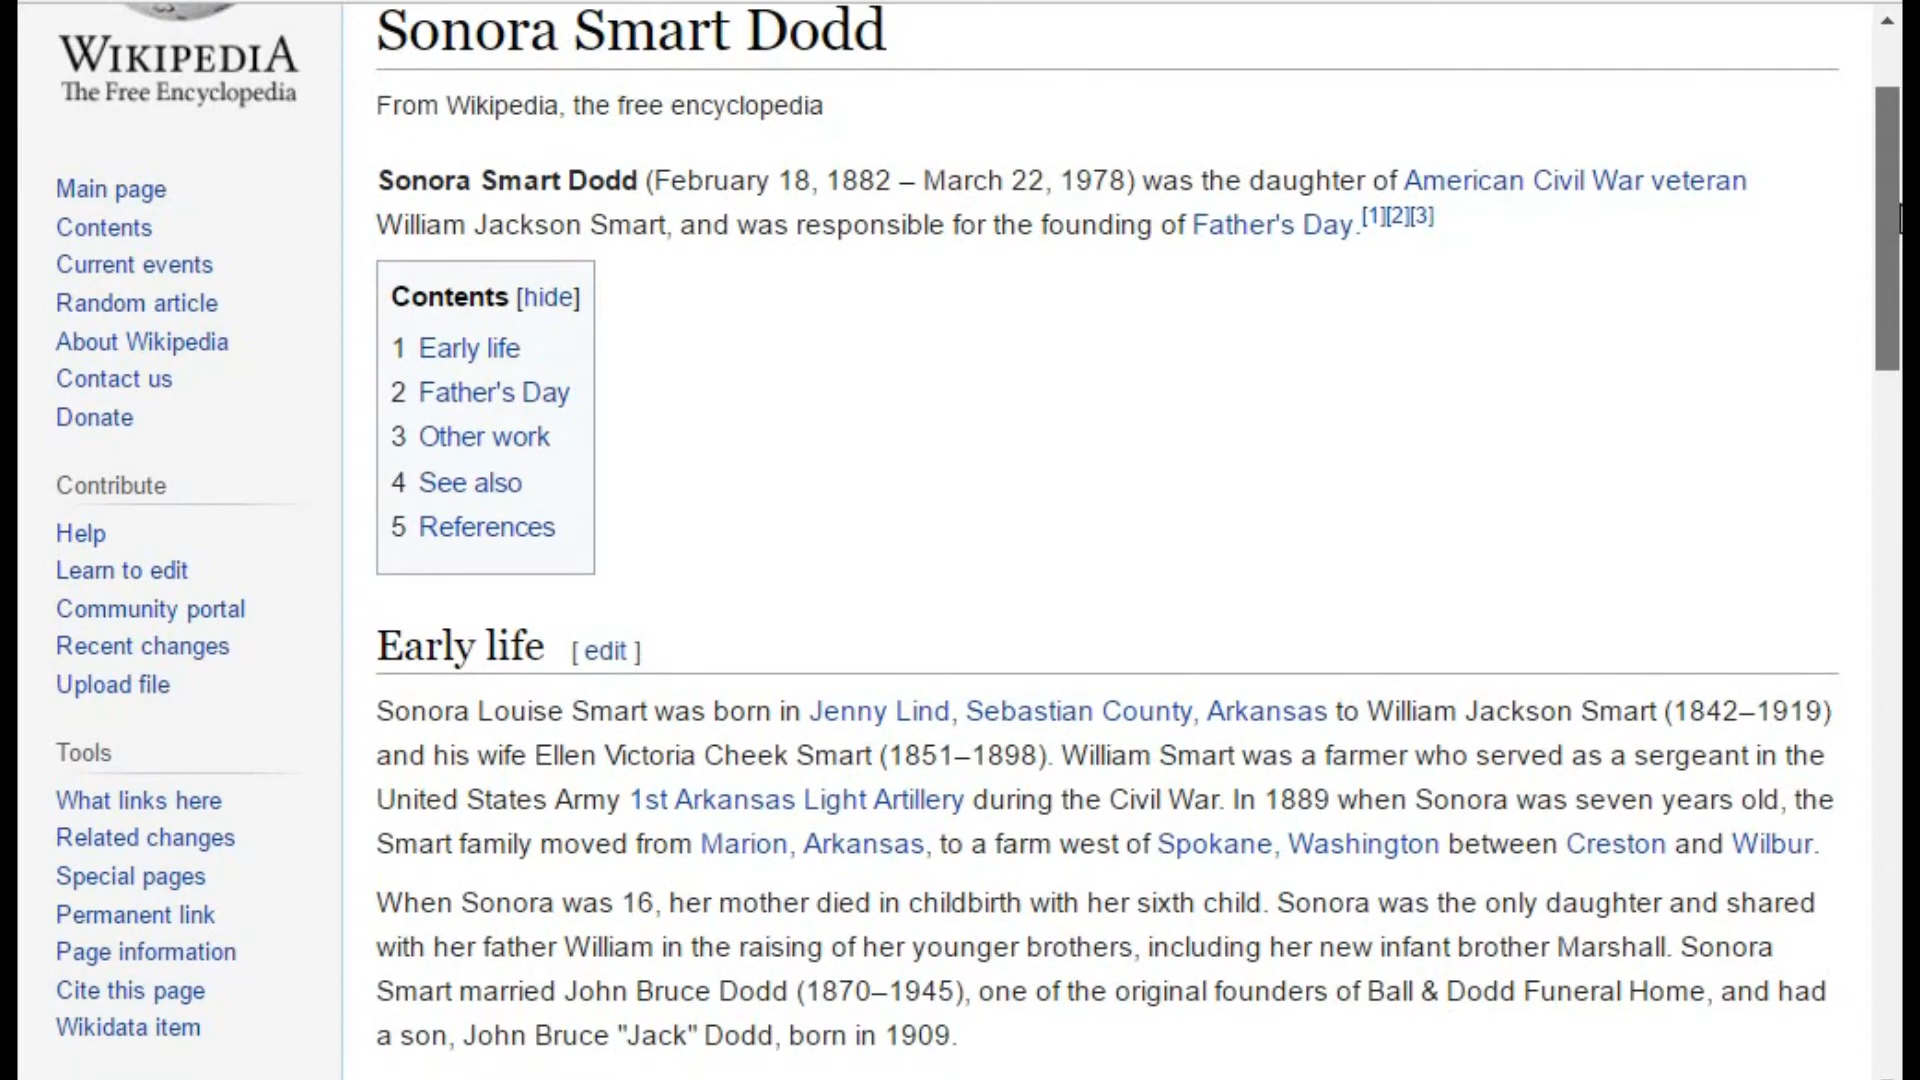 WIKIPEDIA
The Free Encyclopedia
Main page
Contents
Current events
Random article
About Wikipedia
Contact us
Donate
Contribute
Help
Learn to edit
Community portal
Recent changes
Upload file
Tools
What links here
Related changes
Special pages
Permanent link
Page information
Cite this page
Wikidata item
Sonora Smart Dodd
From Wikipedia, the free encyclopedia
Sonora Smart Dodd (February 18, 1882 – March 22, 1978) was the daughter of American Civil War veteran
William Jackson Smart, and was responsible for the founding of Father's Day.[1][2][3]
Contents [hide]
1 Early life
2 Father's Day
3 Other work
4 See also
5 References
Early life [ edit ]
Sonora Louise Smart was born in Jenny Lind, Sebastian County, Arkansas to William Jackson Smart (1842–1919)
and his wife Ellen Victoria Cheek Smart (1851–1898). William Smart was a farmer who served as a sergeant in the
United States Army 1st Arkansas Light Artillery during the Civil War. In 1889 when Sonora was seven years old, the
Smart family moved from Marion, Arkansas, to a farm west of Spokane, Washington between Creston and Wilbur.
When Sonora was 16, her mother died in childbirth with her sixth child. Sonora was the only daughter and shared
with her father William in the raising of her younger brothers, including her new infant brother Marshall. Sonora
Smart married John Bruce Dodd (1870–1945), one of the original founders of Ball & Dodd Funeral Home, and had
a son, John Bruce "Jack" Dodd, born in 1909.